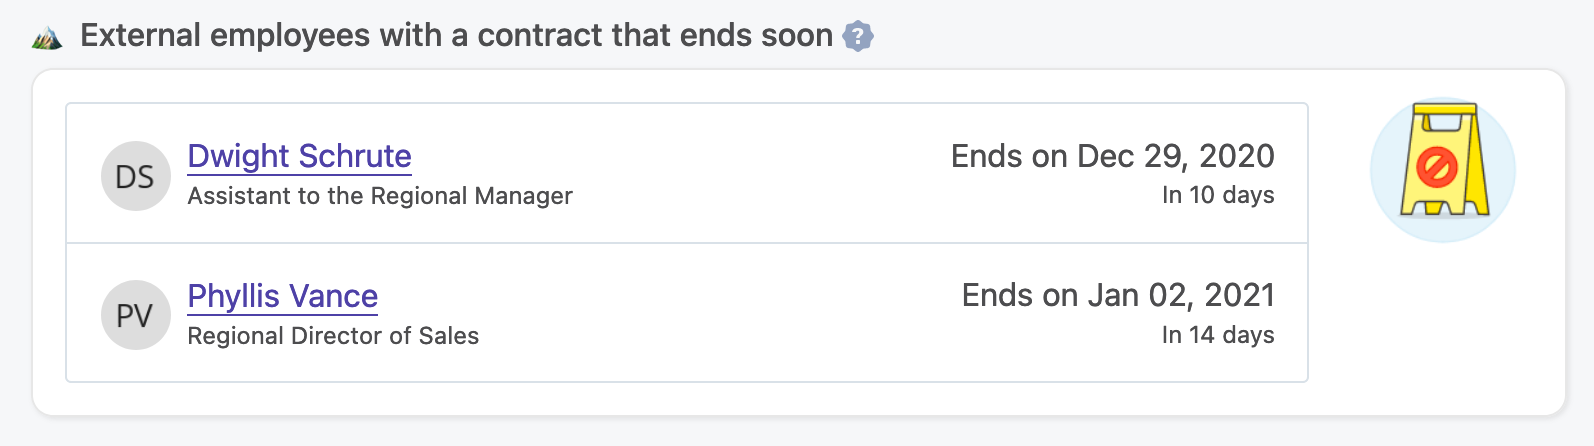 External employees with a contract that ends soon ?
DS
Dwight Schrute
Assistant to the Regional Manager
Ends on Dec 29, 2020
In 10 days
PV
Phyllis Vance
Regional Director of Sales
Ends on Jan 02, 2021
In 14 days